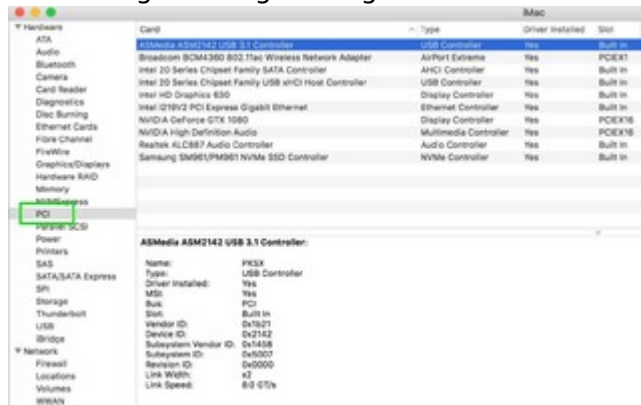 iMac
Hardware
ATA
Audio
Bluetooth
Camera
Card Reader
Diagnostics
Disc Burning
Ethernet Cards
Fibre Channel
FireWire
Graphics/Displays
Hardware RAID
Memory
NVMExpress
PCI
Parallel SCSI
Power
Printers
SAS
SATA/SATA Express
SPI
Storage
Thunderbolt
USB
iBridge
Network
Firewall
Locations
Volumes
WWAN
Card Type Driver Installed Slot
ASMedia ASM2142 USB 3.1 Controller USB Controller Yes Built In
Broadcom BCM4360 802.11ac Wireless Network Adapter AirPort Extreme Yes PCIEX1
Intel 20 Series Chipset Family SATA Controller AHCI Controller Yes Built In
Intel 20 Series Chipset Family USB xHCI Host Controller USB Controller Yes Built In
Intel HD Graphics 630 Display Controller Yes Built In
Intel I219V2 PCI Express Gigabit Ethernet Ethernet Controller Yes Built In
NVIDIA GeForce GTX 1080 Display Controller Yes PCIEX16
NVIDIA High Definition Audio Multimedia Controller Yes PCIEX16
Realtek ALC887 Audio Controller Audio Controller Yes Built In
Samsung SM961/PM961 NVMe SSD Controller NVMe Controller Yes Built In
ASMedia ASM2142 USB 3.1 Controller:
Name: PXSX
Type: USB Controller
Driver Installed: Yes
MSI: Yes
Bus: PCI
Slot: Built In
Vendor ID: 0x1b21
Device ID: 0x2142
Subsystem Vendor ID: 0x1458
Subsystem ID: 0x5007
Revision ID: 0x0000
Link Width: x2
Link Speed: 8.0 GT/s